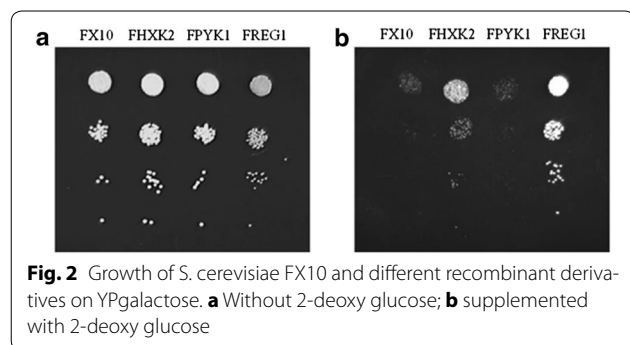 a FX10 FHXK2 FPYK1 FREG1
b FX10 FHXK2 FPYK1 FREG1
Fig. 2 Growth of S. cerevisiae FX10 and different recombinant deriva-
tives on YPgalactose. a Without 2-deoxy glucose; b supplemented
with 2-deoxy glucose